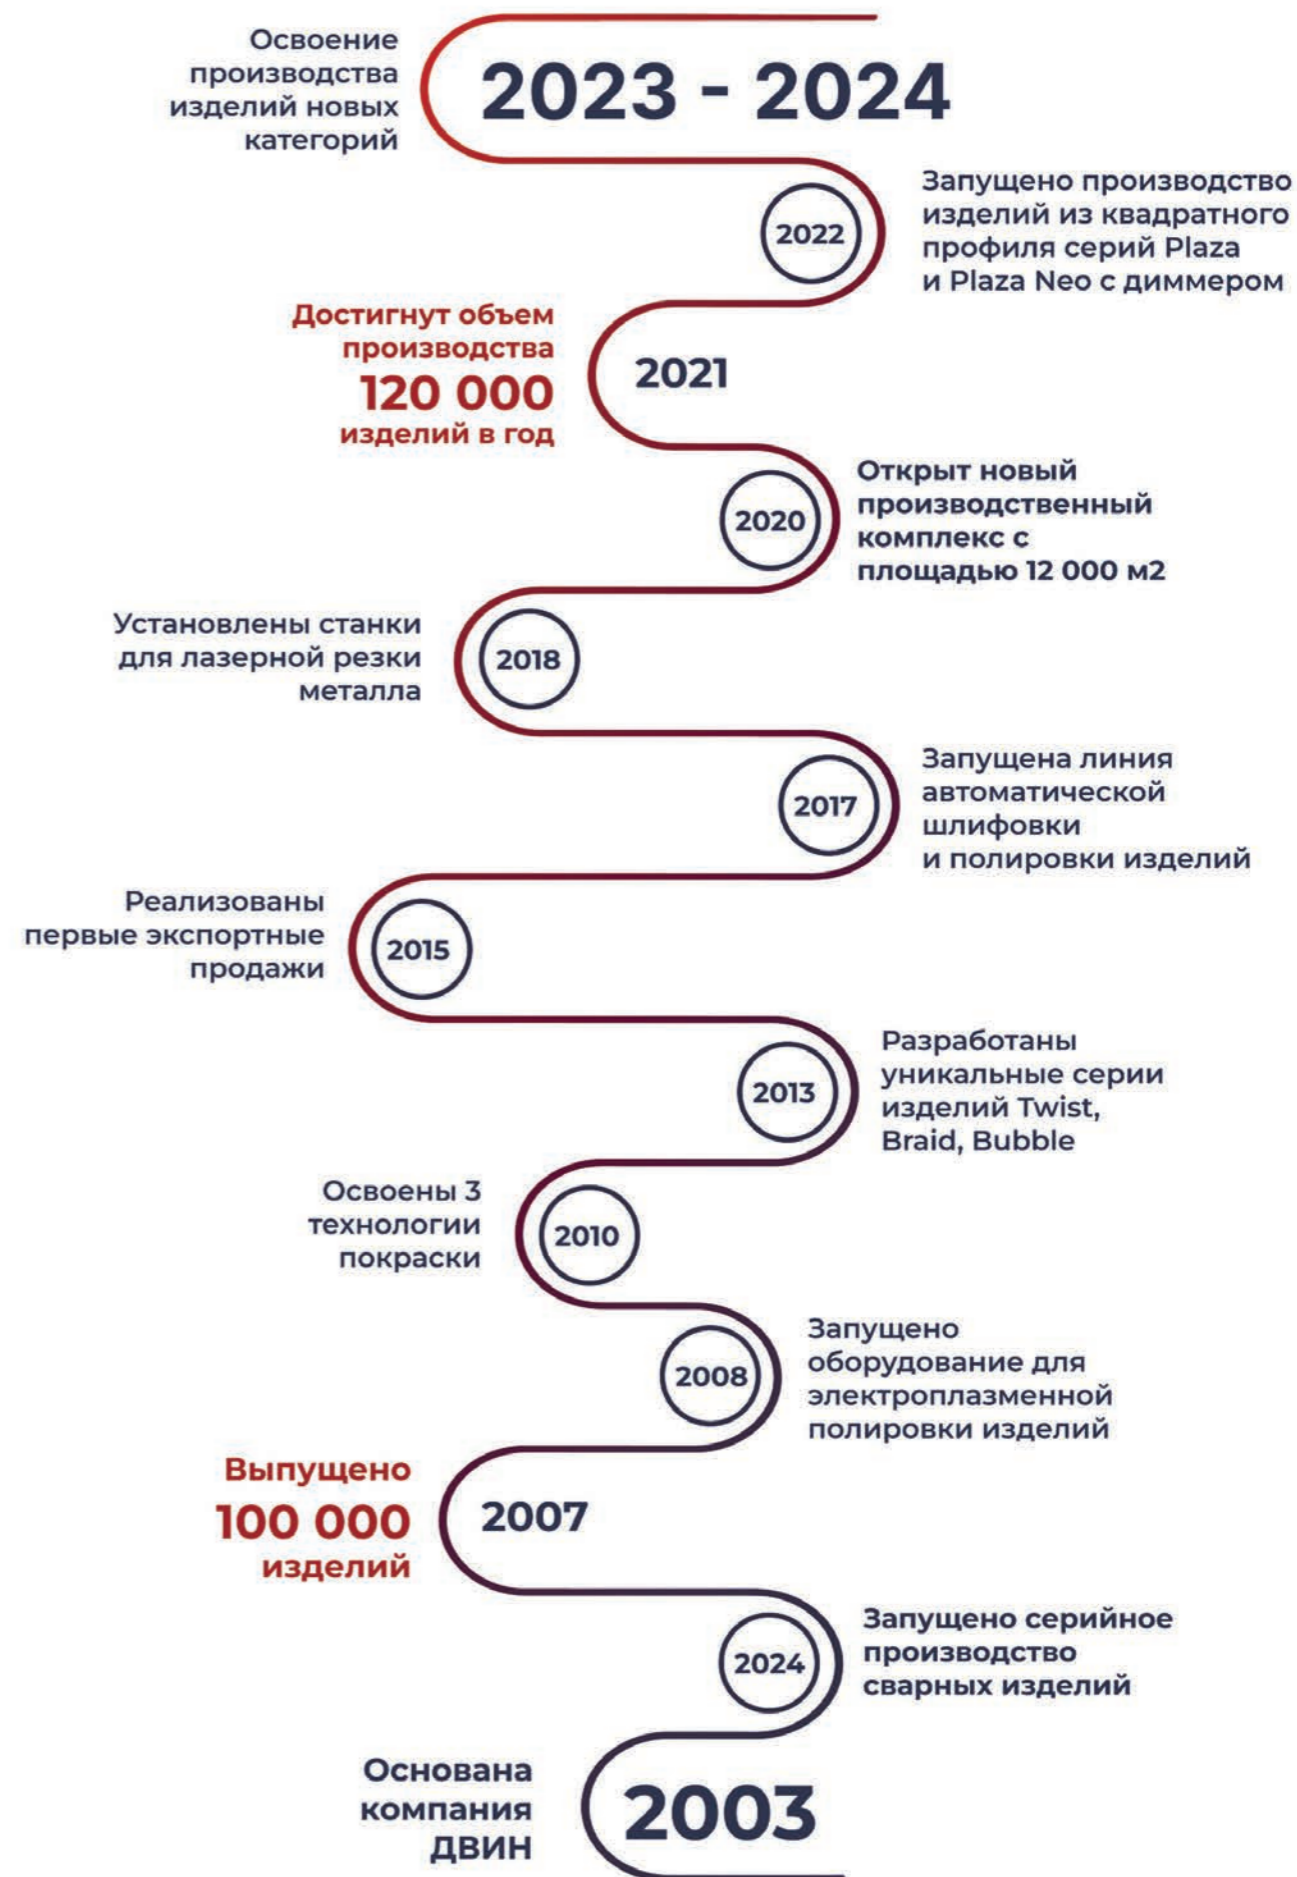 Освоение
производства
изделий новых
категорий
2023 - 2024
Запущено производство
изделий из квадратного
профиля серий Plaza
и Plaza Neo с диммером
2022
Достигнут объем
производства
120 000
изделий в год
2021
Открыт новый
производственный
комплекс с
площадью 12 000 м2
2020
Установлены станки
для лазерной резки
металла
2018
Запущена линия
автоматической
шлифовки
и полировки изделий
2017
Реализованы
первые экспортные
продажи
2015
Разработаны
уникальные серии
изделий Twist,
Braid, Bubble
2013
Освоены 3
технологии
покраски
2010
Запущено
оборудование для
электроплазменной
полировки изделий
2008
Выпущено
100 000
изделий
2007
Запущено серийное
производство
сварных изделий
2024
Основана
компания
ДВИН
2003